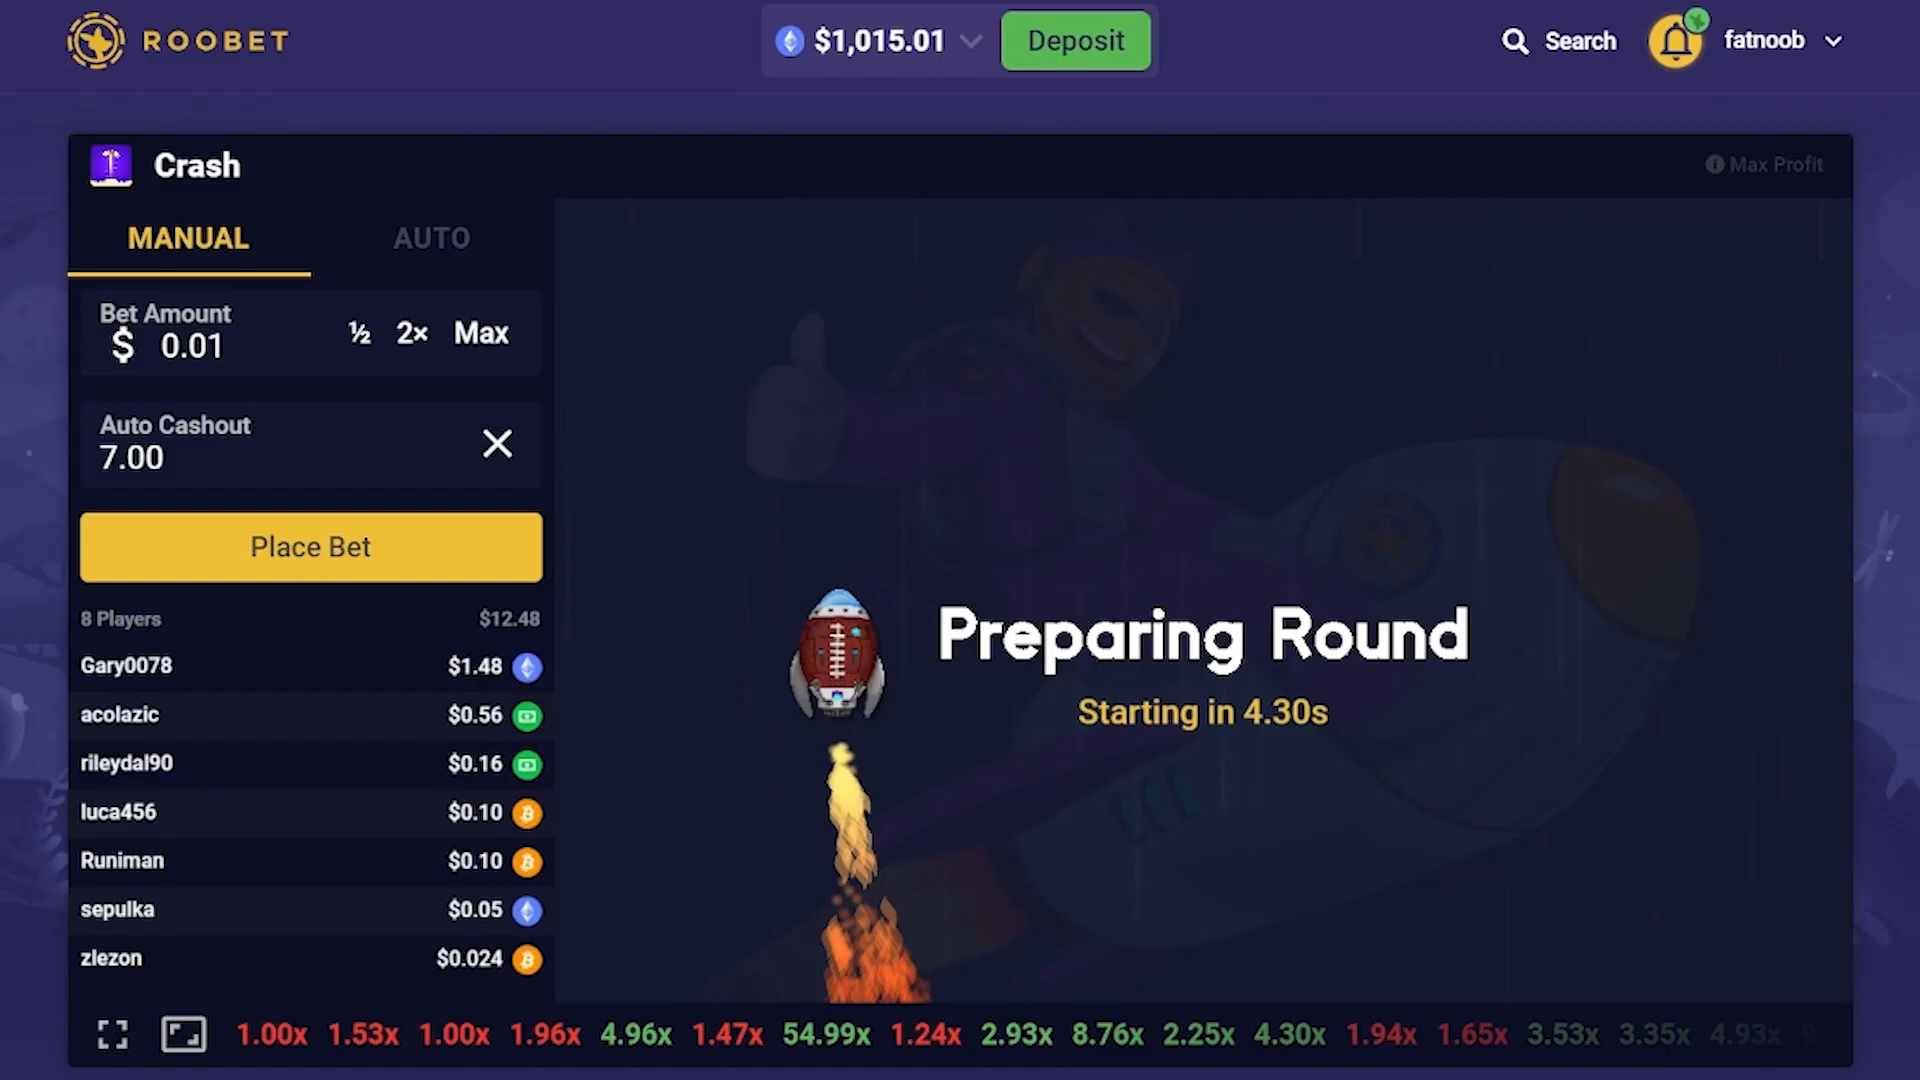 ROOBET
$1,015.01
Deposit
Search
fatnoob
Crash
Max Profit
MANUAL
AUTO
Bet Amount
$ 0.01
½ 2× Max
Auto Cashout
7.00
Place Bet
8 Players $12.48
Gary0078 $1.48
acolazic $0.56
rileydal90 $0.16
luca456 $0.10
Runiman $0.10
sepulka $0.05
zlezon $0.024
Preparing Round
Starting in 4.30s
1.00x 1.53x 1.00x 1.96x 4.96x 1.47x 54.99x 1.24x 2.93x 8.76x 2.25x 4.30x 1.94x 1.65x 3.53x 3.35x 4.93x